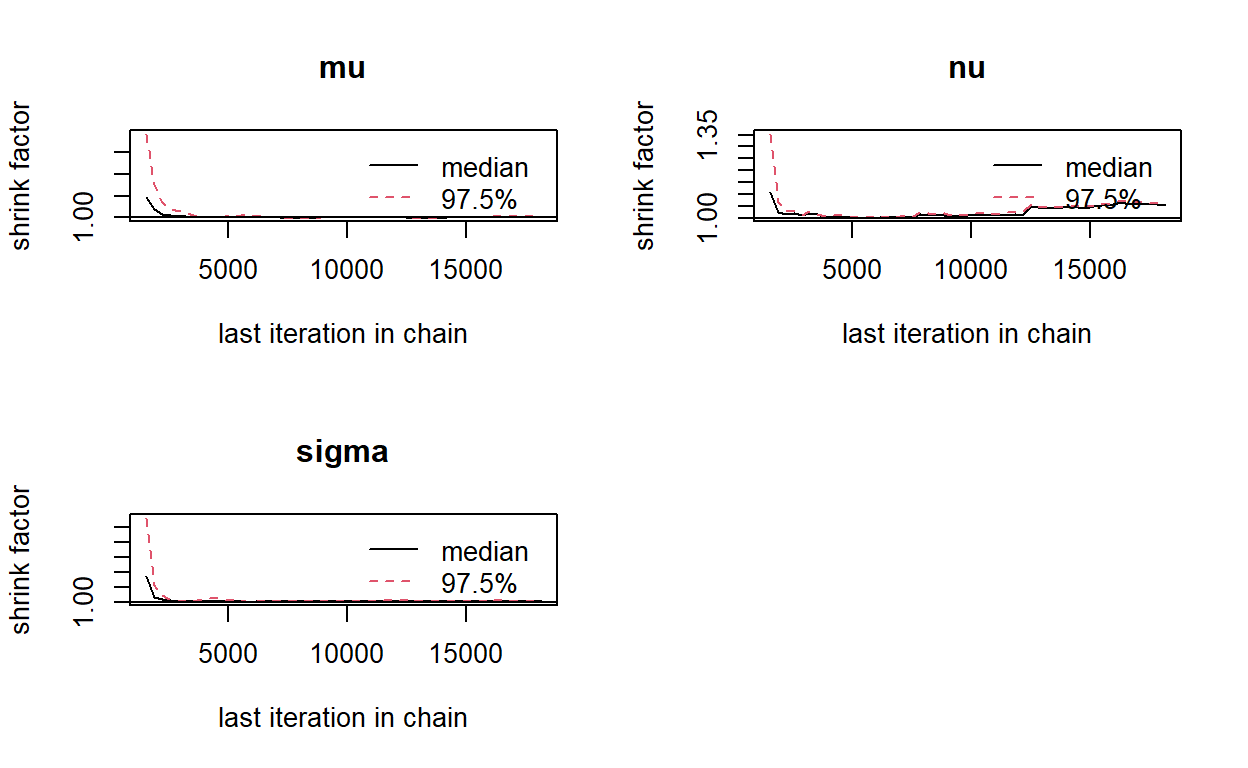 mu
shrink factor
1.00
median
97.5%
5000 10000 15000
last iteration in chain
nu
shrink factor
1.00 1.35
median
97.5%
5000 10000 15000
last iteration in chain
sigma
shrink factor
1.00
median
97.5%
5000 10000 15000
last iteration in chain